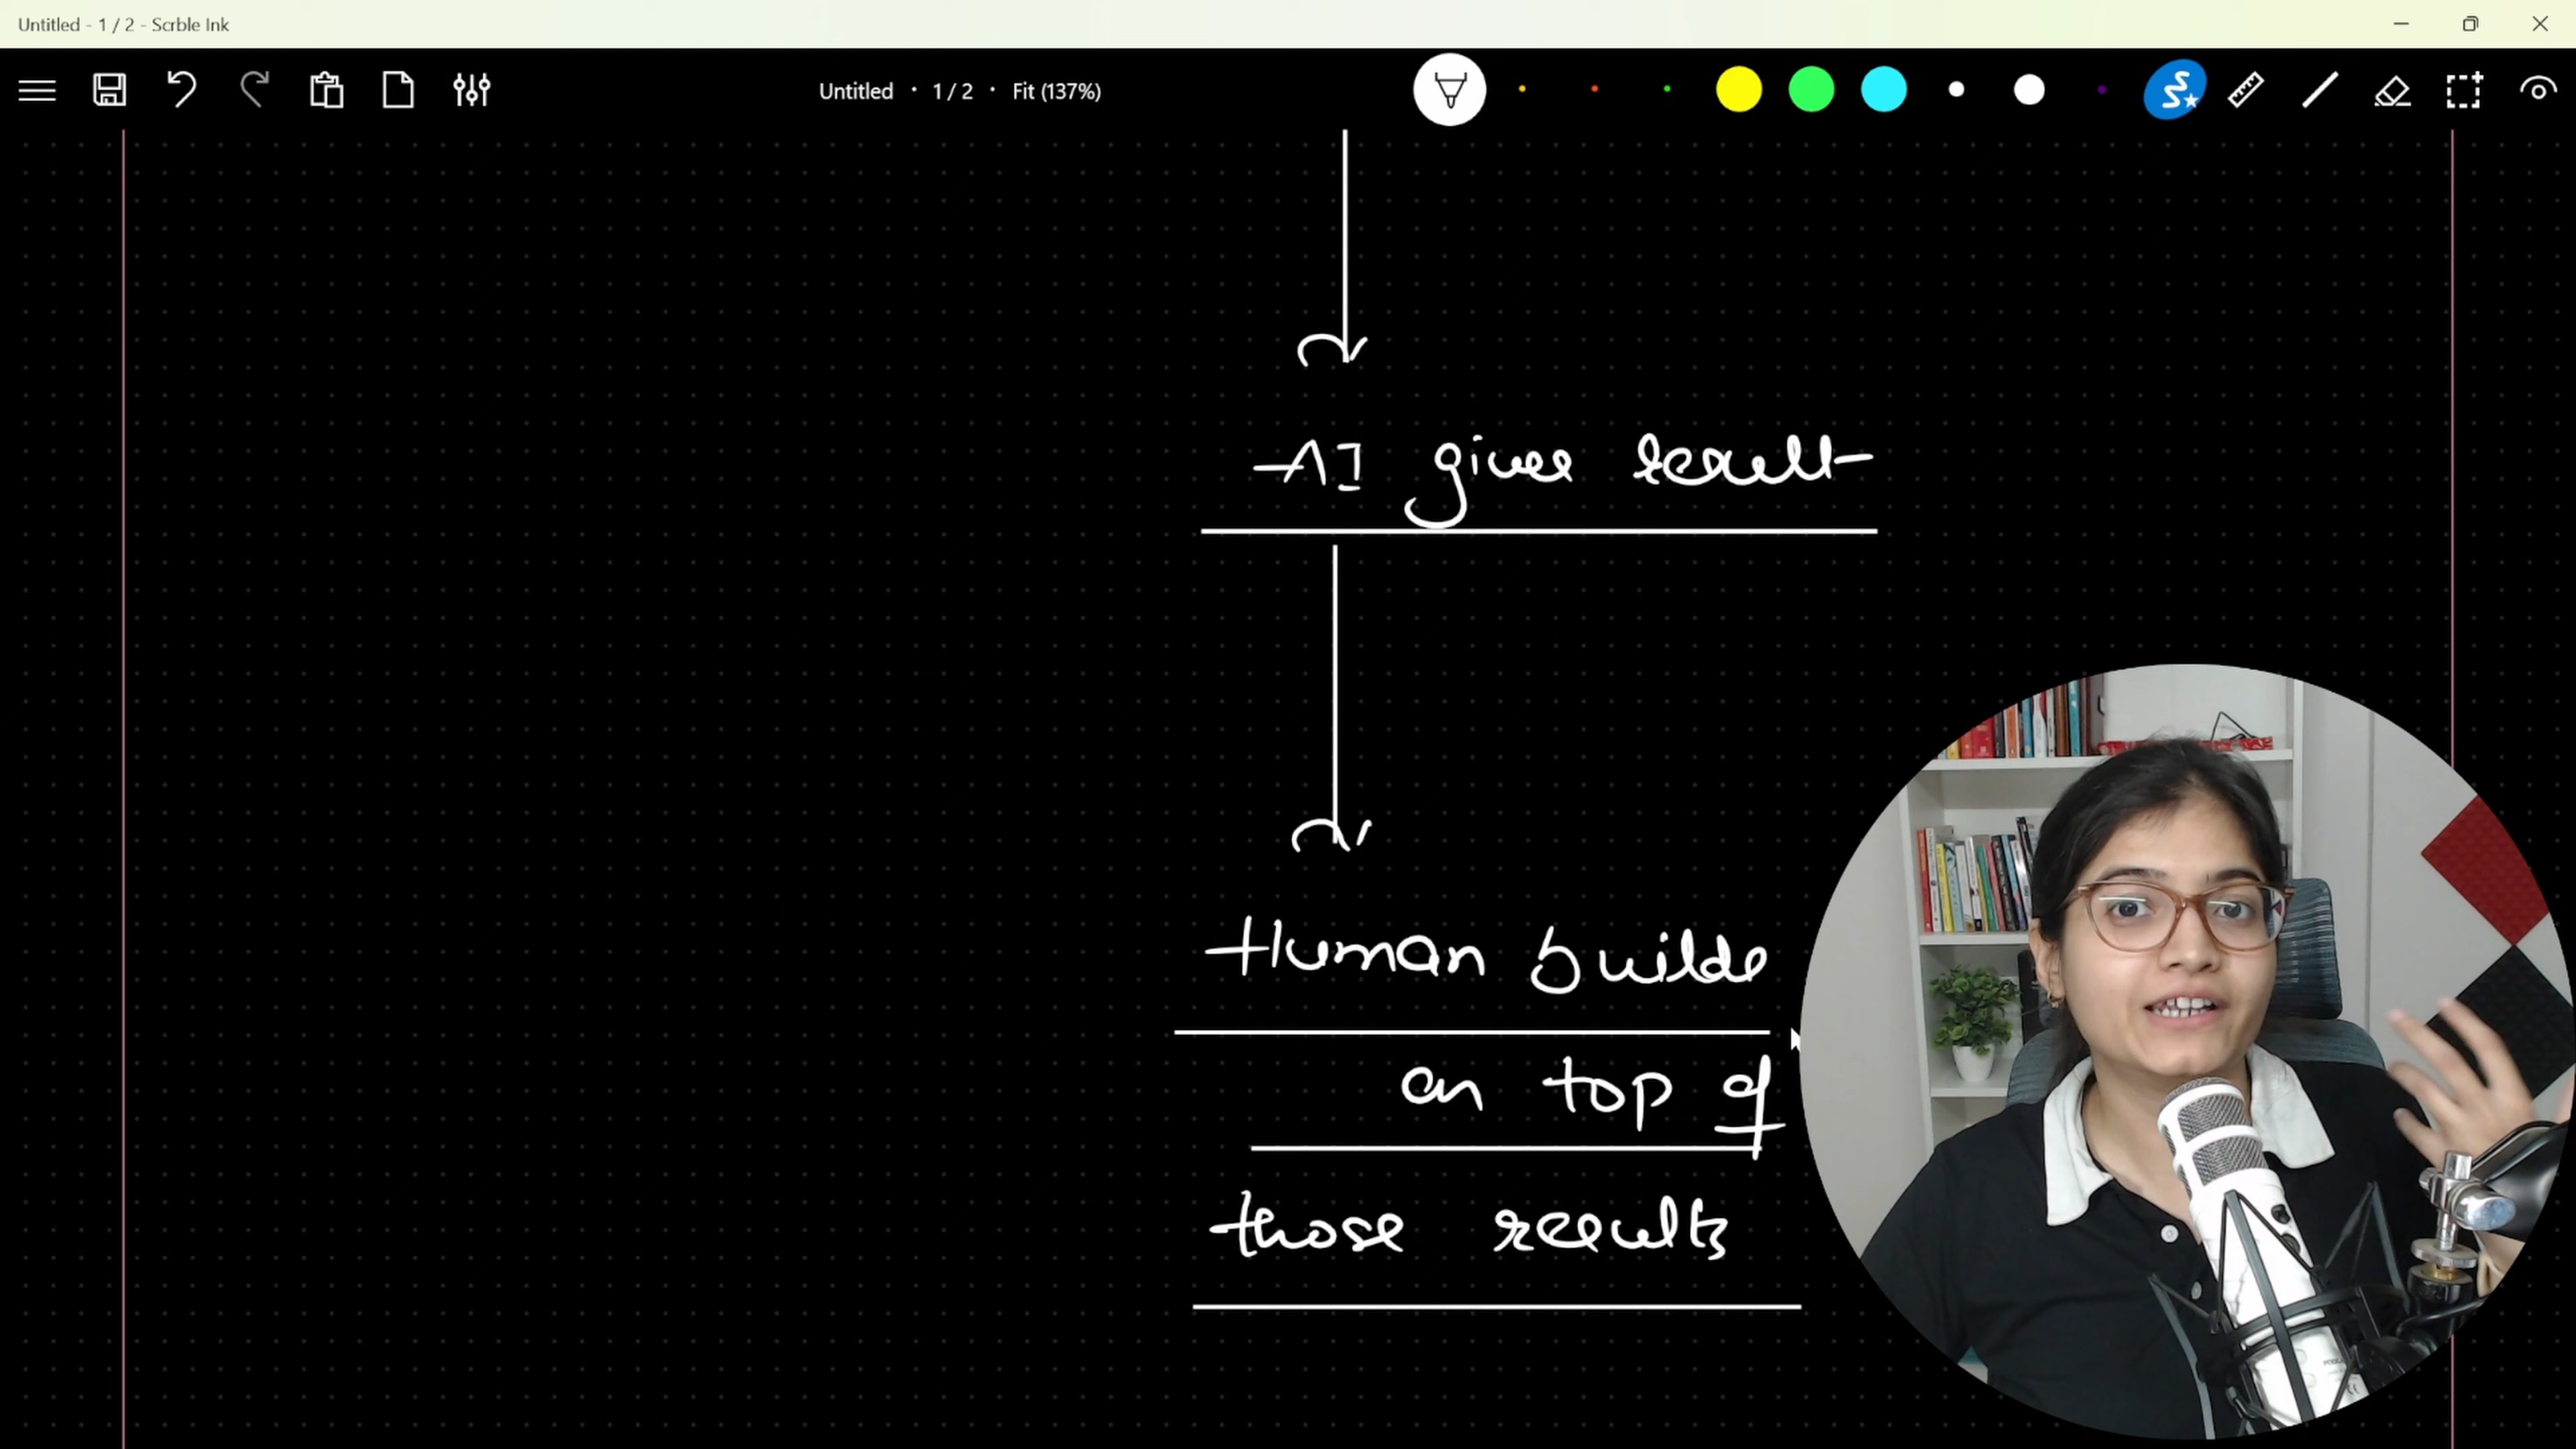 Untitled - 1 / 2 - Scrble Ink
Untitled • 1 / 2 • Fit (137%)
AI gives result
Human builds
on top of
those results